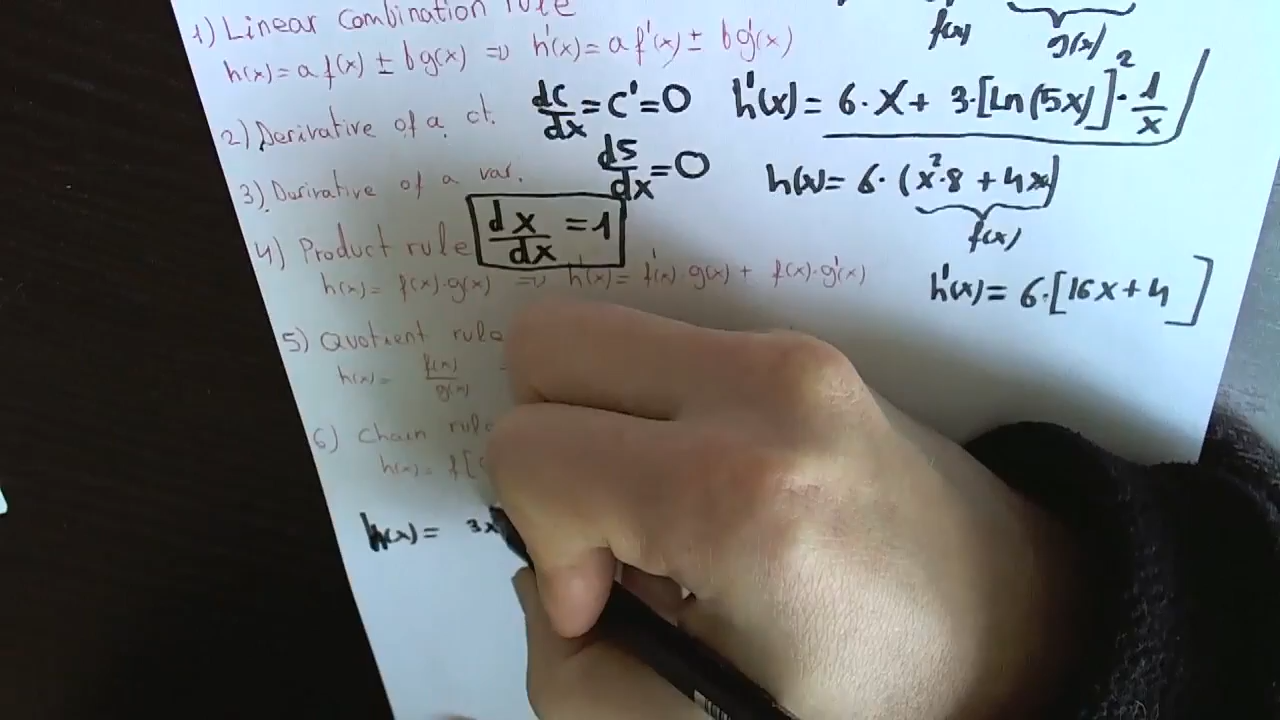 1) Linear combination rule
h(x) = a f(x) ± b g(x) => h'(x) = a f'(x) ± b g'(x)
2) Derivative of a ct. dc/dx = c' = 0
d5/dx = 0
3) Derivative of a var.
dx/dx = 1
4) Product rule
h(x) = f(x)·g(x) => h'(x) = f'(x)·g(x) + f(x)·g'(x)
5) Quotient rule
h(x) = f(x)/g(x)
6) Chain rule
h(x) = f[
h(x) = 3x
f(x) g(x)
h'(x) = 6·x + 3·[Ln(5x)]²·1/x
h(x) = 6·(x²·8 + 4x)
f(x)
h'(x) = 6·[16x + 4]